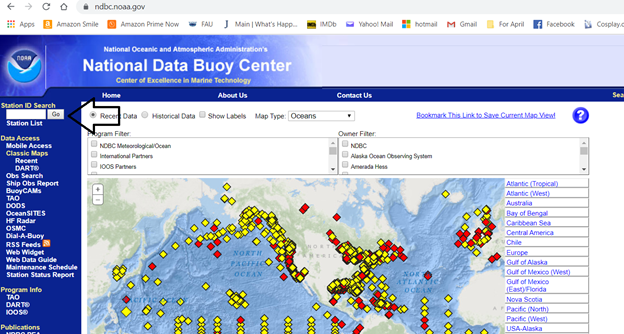 ndbc.noaa.gov
Apps Amazon Smile Amazon Prime Now FAU Main | What's Happ... IMDb Yahoo! Mail hotmail Gmail For April Facebook Cosplay.c
NOAA
National Oceanic and Atmospheric Administration's
National Data Buoy Center
Center of Excellence in Marine Technology
Home About Us Contact Us
Station ID Search
Go
Station List
Data Access
Mobile Access
Classic Maps
Recent
DART®
Obs Search
Ship Obs Report
BuoyCAMs
TAO
DODS
OceanSITES
HF Radar
OSMC
Dial-A-Buoy
RSS Feeds
Web Widget
Web Data Guide
Maintenance Schedule
Station Status Report
Program Info
TAO
DART®
IOOS®
Publications
Recent Data Historical Data Show Labels Map Type: Oceans Bookmark This Link to Save Current Map View! ?
Program Filter:
NDBC Meteorological/Ocean
International Partners
IOOS Partners
Owner Filter:
NDBC
Alaska Ocean Observing System
Amerada Hess
+
-
NORTH
PACIFIC
OCEAN
ATLANTIC
OCEAN
Atlantic (Tropical)
Atlantic (West)
Australia
Bay of Bengal
Caribbean Sea
Central America
Chile
Europe
Gulf of Alaska
Gulf of Mexico (West)
Gulf of Mexico
(East)/Florida
Nova Scotia
Pacific (North)
Pacific (West)
USA-Alaska